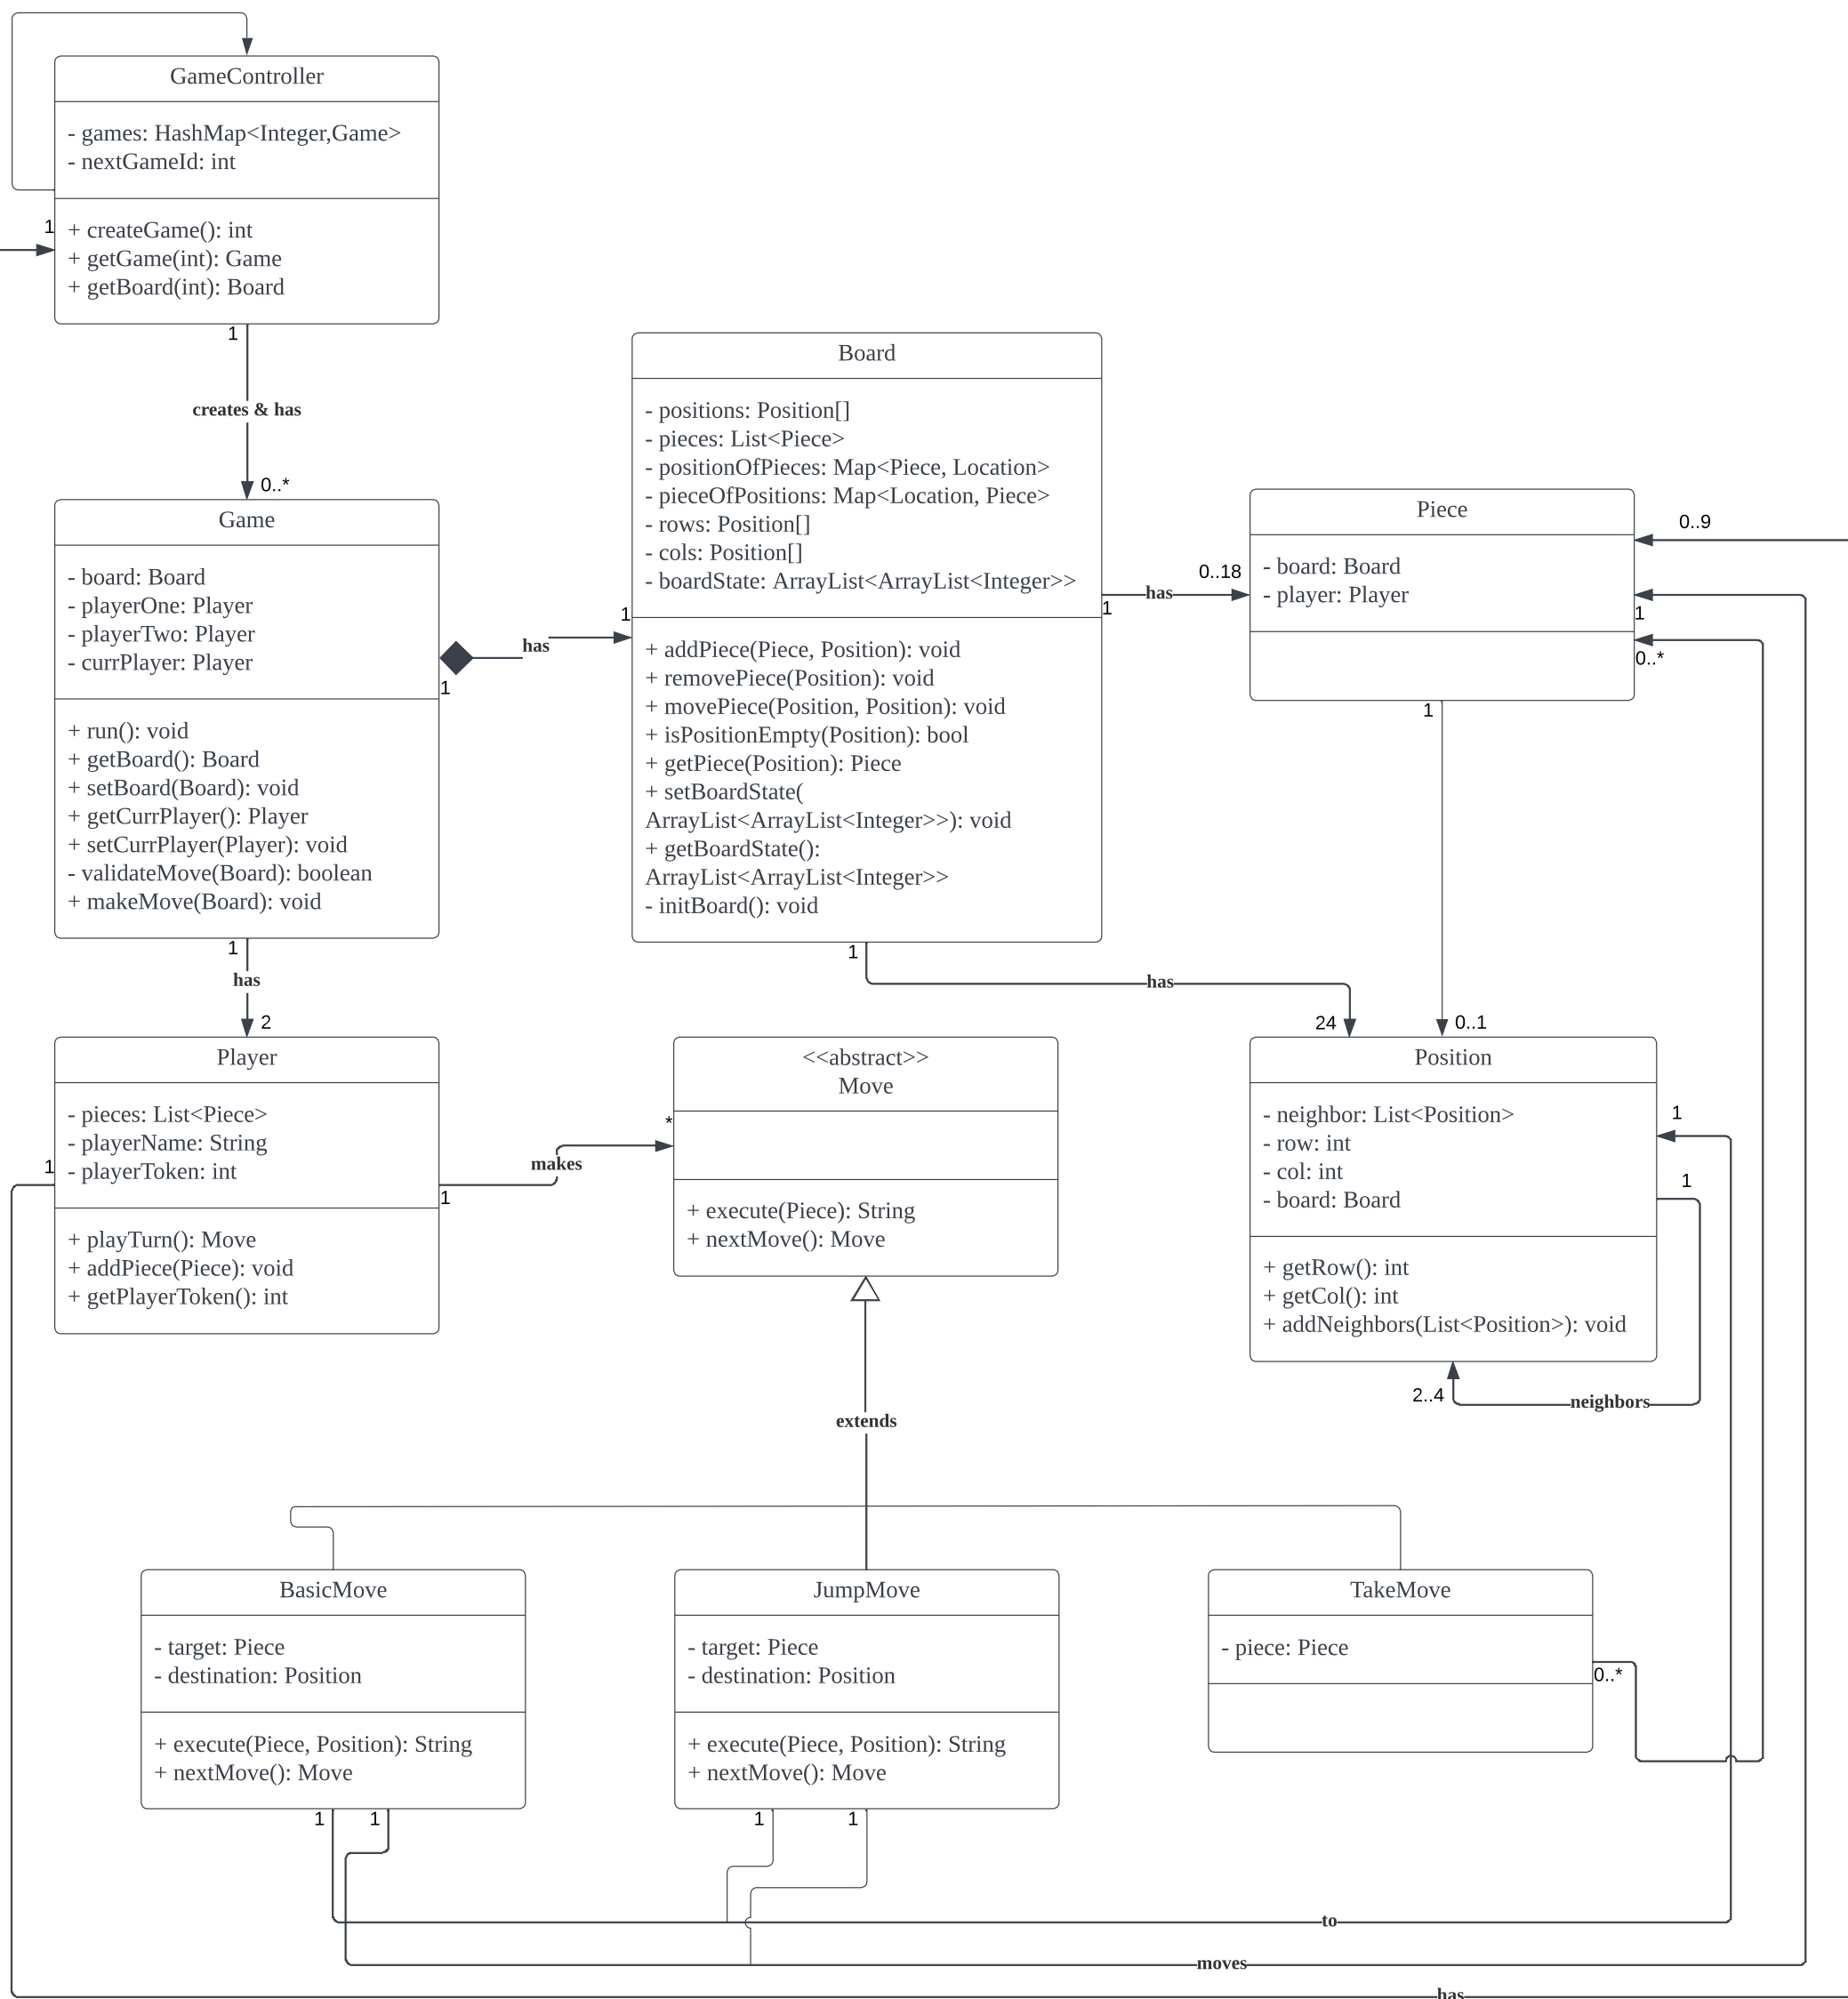 GameController
- games: HashMap<Integer,Game>
- nextGameId: int
1
+ createGame(): int
+ getGame(int): Game
+ getBoard(int): Board
1
creates & has
0..*
Game
- board: Board
- playerOne: Player
- playerTwo: Player
- currPlayer: Player
+ run(): void
+ getBoard(): Board
+ setBoard(Board): void
+ getCurrPlayer(): Player
+ setCurrPlayer(Player): void
- validateMove(Board): boolean
+ makeMove(Board): void
1
has
1
Board
- positions: Position[]
- pieces: List<Piece>
- positionOfPieces: Map<Piece, Location>
- pieceOfPositions: Map<Location, Piece>
- rows: Position[]
- cols: Position[]
- boardState: ArrayList<ArrayList<Integer>>
+ addPiece(Piece, Position): void
+ removePiece(Position): void
+ movePiece(Position, Position): void
+ isPositionEmpty(Position): bool
+ getPiece(Position): Piece
+ setBoardState(
ArrayList<ArrayList<Integer>>): void
+ getBoardState():
ArrayList<ArrayList<Integer>>
- initBoard(): void
1
has
0..18
Piece
- board: Board
- player: Player
0..9
1
0..*
1
0..1
1
has
24
1
has
2
Player
- pieces: List<Piece>
- playerName: String
- playerToken: int
+ playTurn(): Move
+ addPiece(Piece): void
+ getPlayerToken(): int
1
1
makes
*
<<abstract>>
Move
+ execute(Piece): String
+ nextMove(): Move
Position
- neighbor: List<Position>
- row: int
- col: int
- board: Board
+ getRow(): int
+ getCol(): int
+ addNeighbors(List<Position>): void
1
1
2..4
neighbors
extends
BasicMove
- target: Piece
- destination: Position
+ execute(Piece, Position): String
+ nextMove(): Move
1
1
JumpMove
- target: Piece
- destination: Position
+ execute(Piece, Position): String
+ nextMove(): Move
1
1
TakeMove
- piece: Piece
0..*
to
moves
has